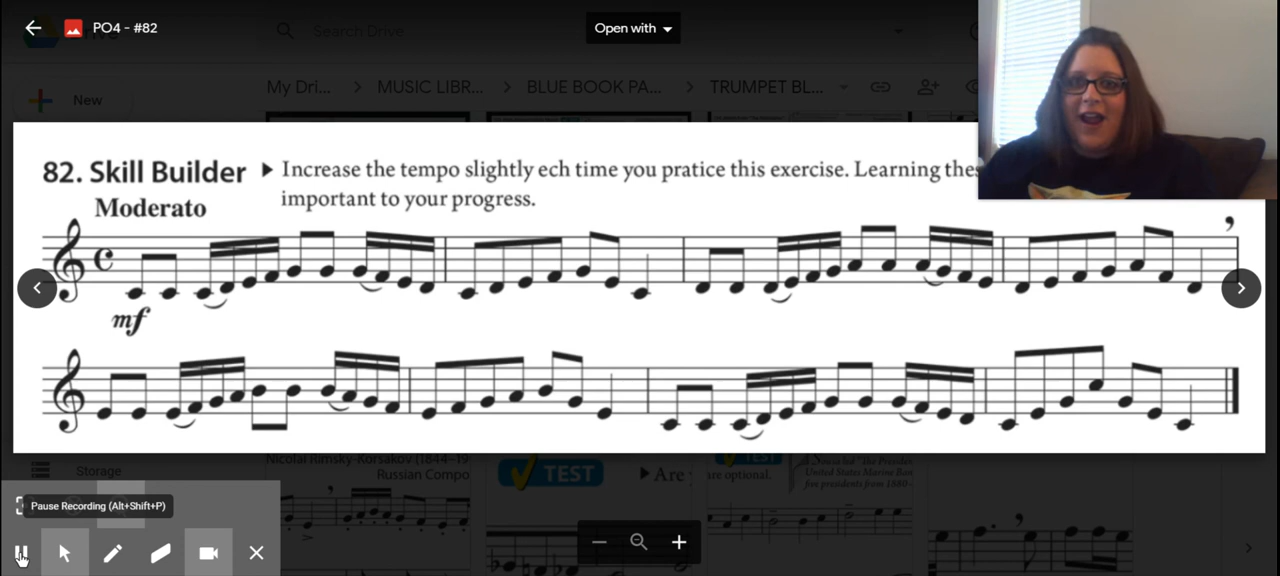 PO4 - #82
Open with
Search Drive
New
My Dri... > MUSIC LIBR... > BLUE BOOK PA... > TRUMPET BL...
82. Skill Builder ▶ Increase the tempo slightly ech time you pratice this exercise. Learning thes
important to your progress.
Moderato
mf
Storage
Nicolai Rimsky-Korsakov (1844–19
Russian Compo
TEST
Are
TEST
are optional.
United States Marine
five presidents from 1880-
Pause Recording (Alt+Shift+P)